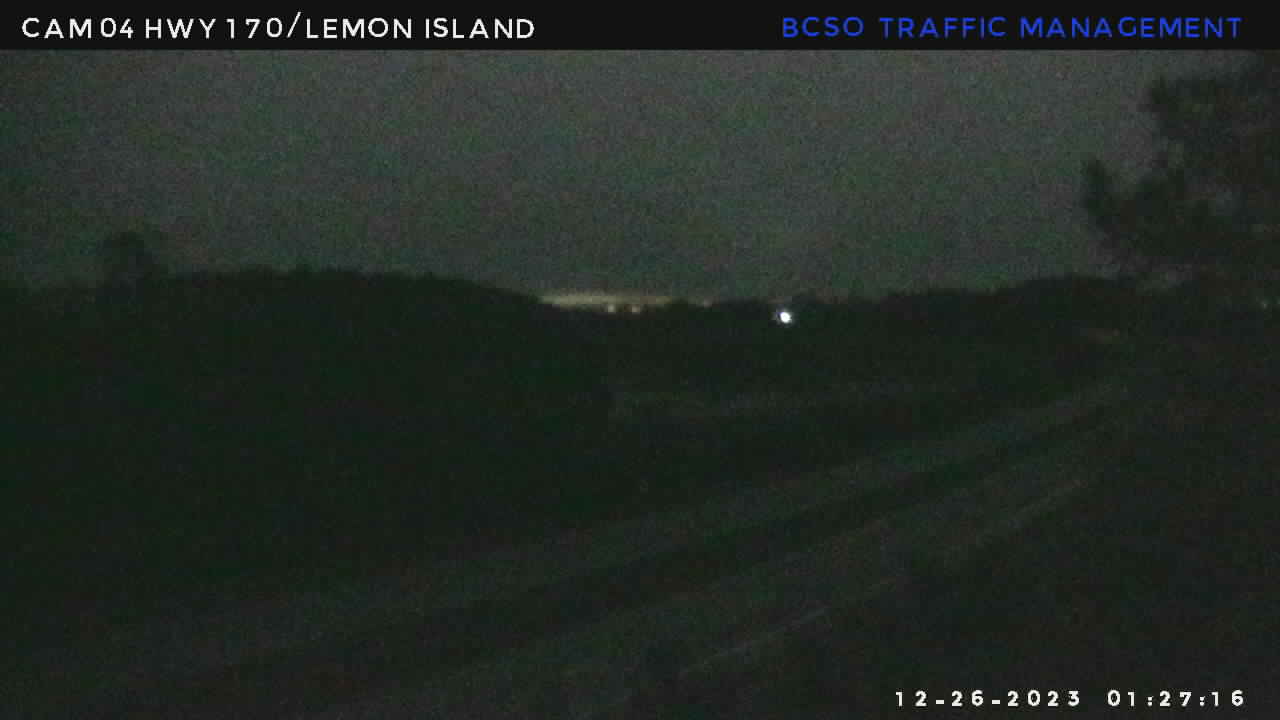 CAM04 HWY 170/LEMON ISLAND
BCSO TRAFFIC MANAGEMENT
12-26-2023 01:27:16